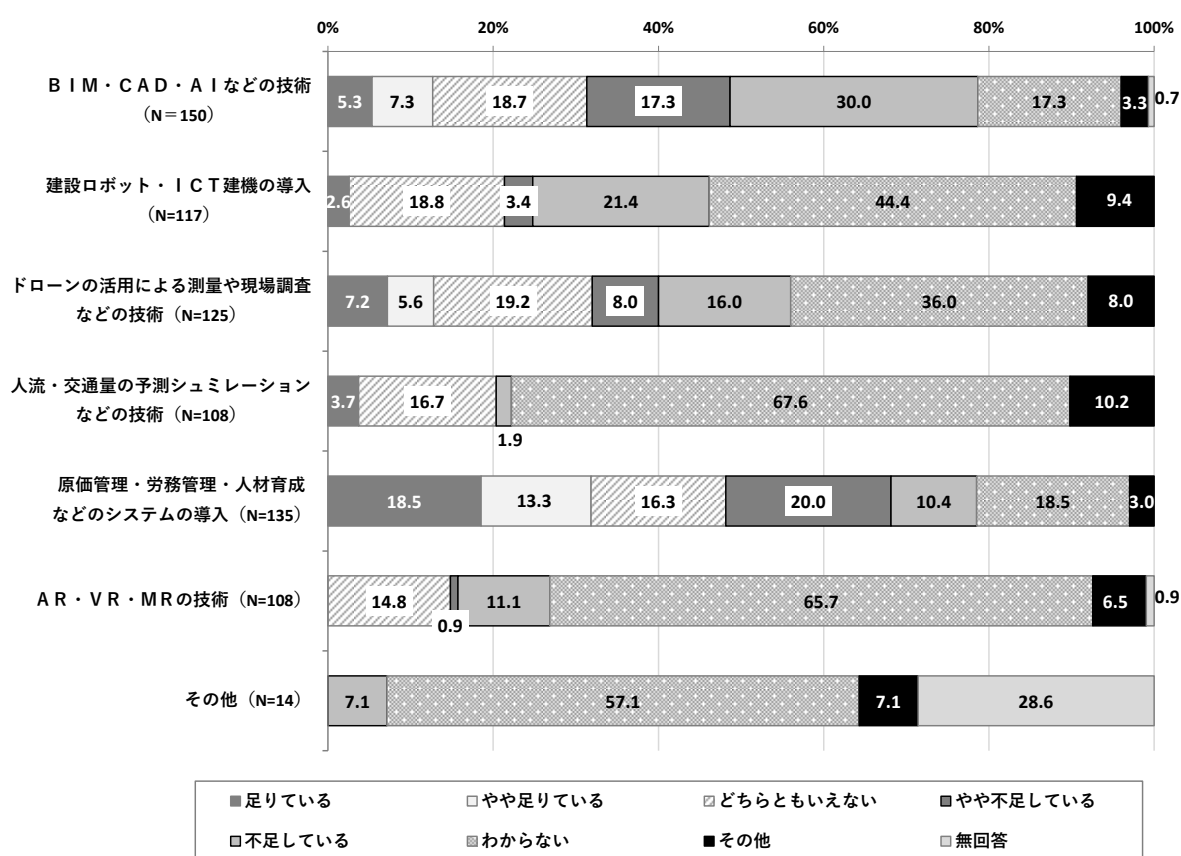 0% 20% 40% 60% 80% 100%
ＢＩＭ・ＣＡＤ・ＡＩなどの技術
（N＝150）
5.3 7.3 18.7 17.3 30.0 17.3 3.3 0.7
建設ロボット・ＩＣＴ建機の導入
（N=117）
2.6 18.8 3.4 21.4 44.4 9.4
ドローンの活用による測量や現場調査
などの技術（N=125）
7.2 5.6 19.2 8.0 16.0 36.0 8.0
人流・交通量の予測シュミレーション
などの技術（N=108）
3.7 16.7 1.9 67.6 10.2
原価管理・労務管理・人材育成
などのシステムの導入（N=135）
18.5 13.3 16.3 20.0 10.4 18.5 3.0
ＡＲ・ＶＲ・ＭＲの技術（N=108）
14.8 0.9 11.1 65.7 6.5 0.9
その他（N=14）
7.1 57.1 7.1 28.6
足りている やや足りている どちらともいえない やや不足している
不足している わからない その他 無回答